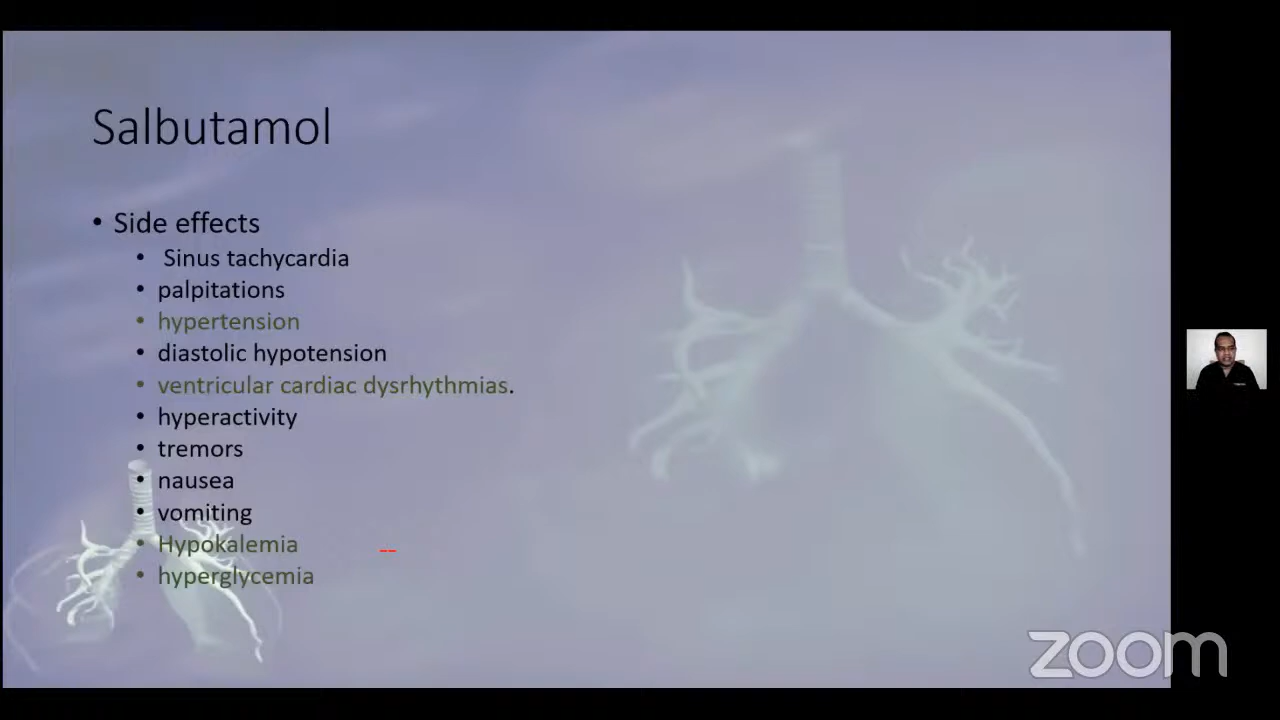 Salbutamol
• Side effects
• Sinus tachycardia
• palpitations
• hypertension
• diastolic hypotension
• ventricular cardiac dysrhythmias.
• hyperactivity
• tremors
• nausea
• vomiting
• Hypokalemia
• hyperglycemia
zoom